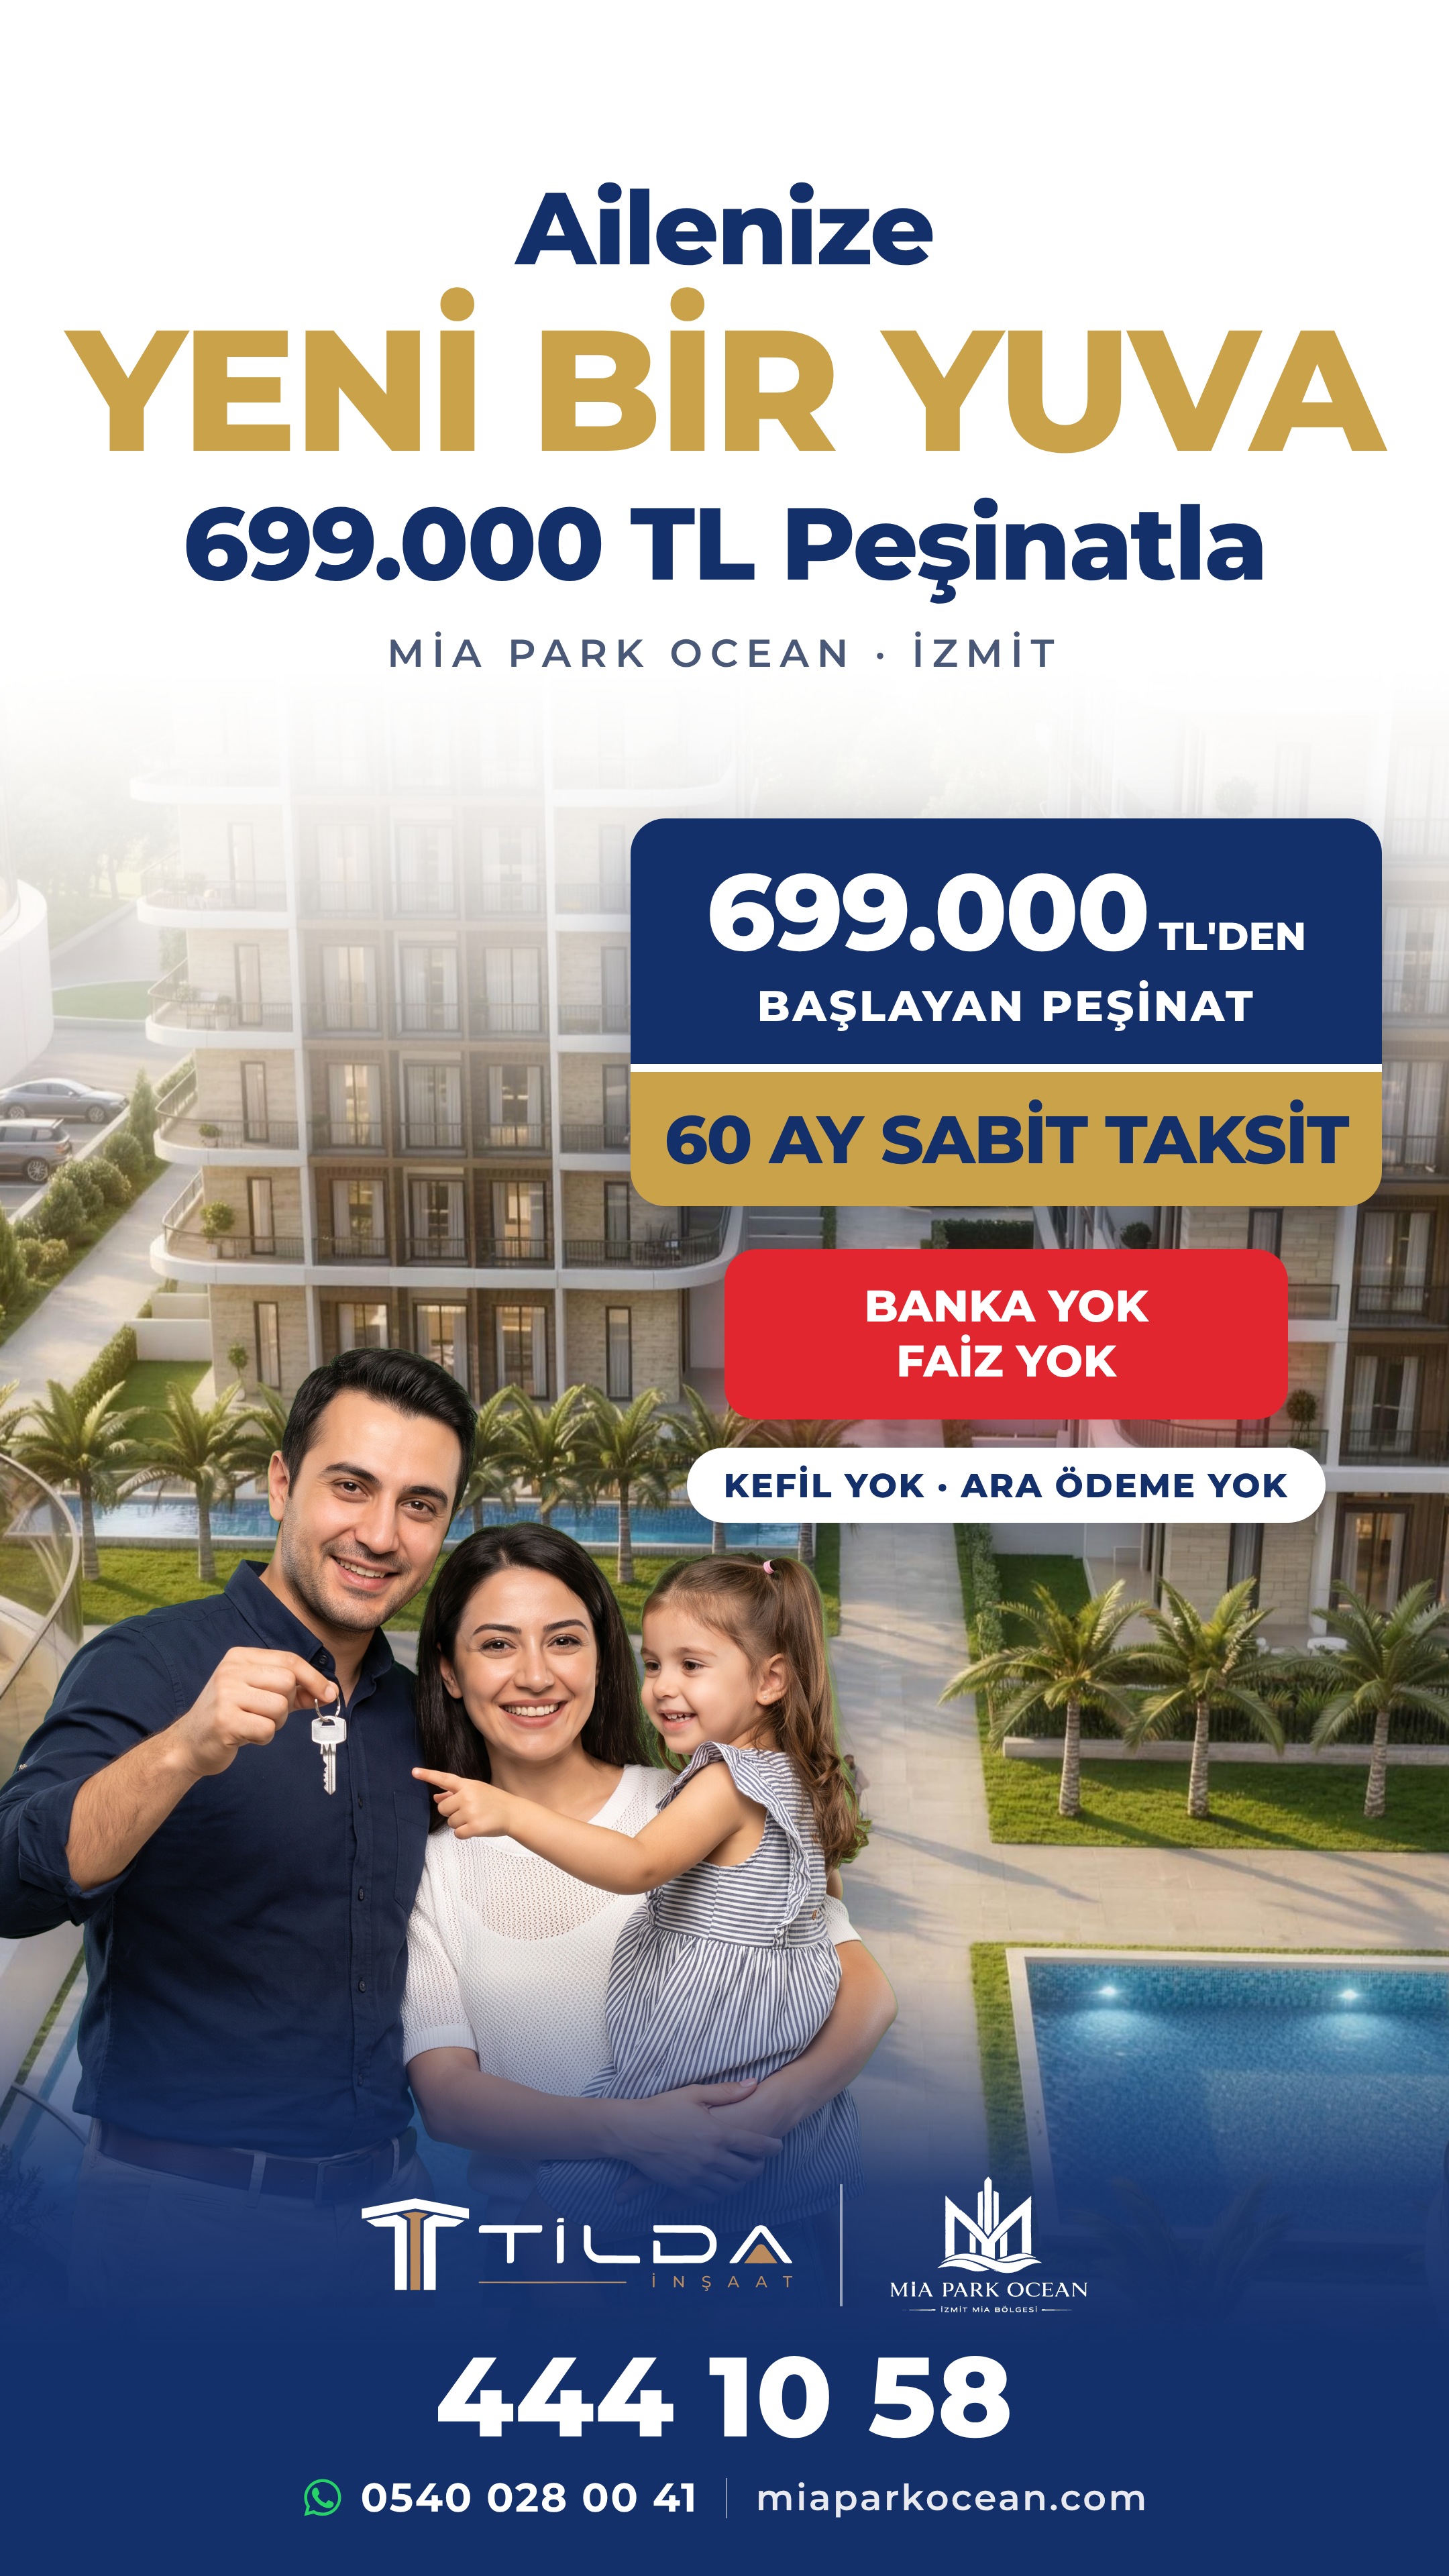 Ailenize
YENİ BİR YUVA
699.000 TL Peşinatla
MİA PARK OCEAN · İZMİT
699.000 TL'DEN
BAŞLAYAN PEŞİNAT
60 AY SABİT TAKSİT
BANKA YOK
FAİZ YOK
KEFİL YOK · ARA ÖDEME YOK
TİLDA
İNŞAAT
MİA PARK OCEAN
İZMİT MİA BÖLGESİ
444 10 58
0540 028 00 41 | miaparkocean.com